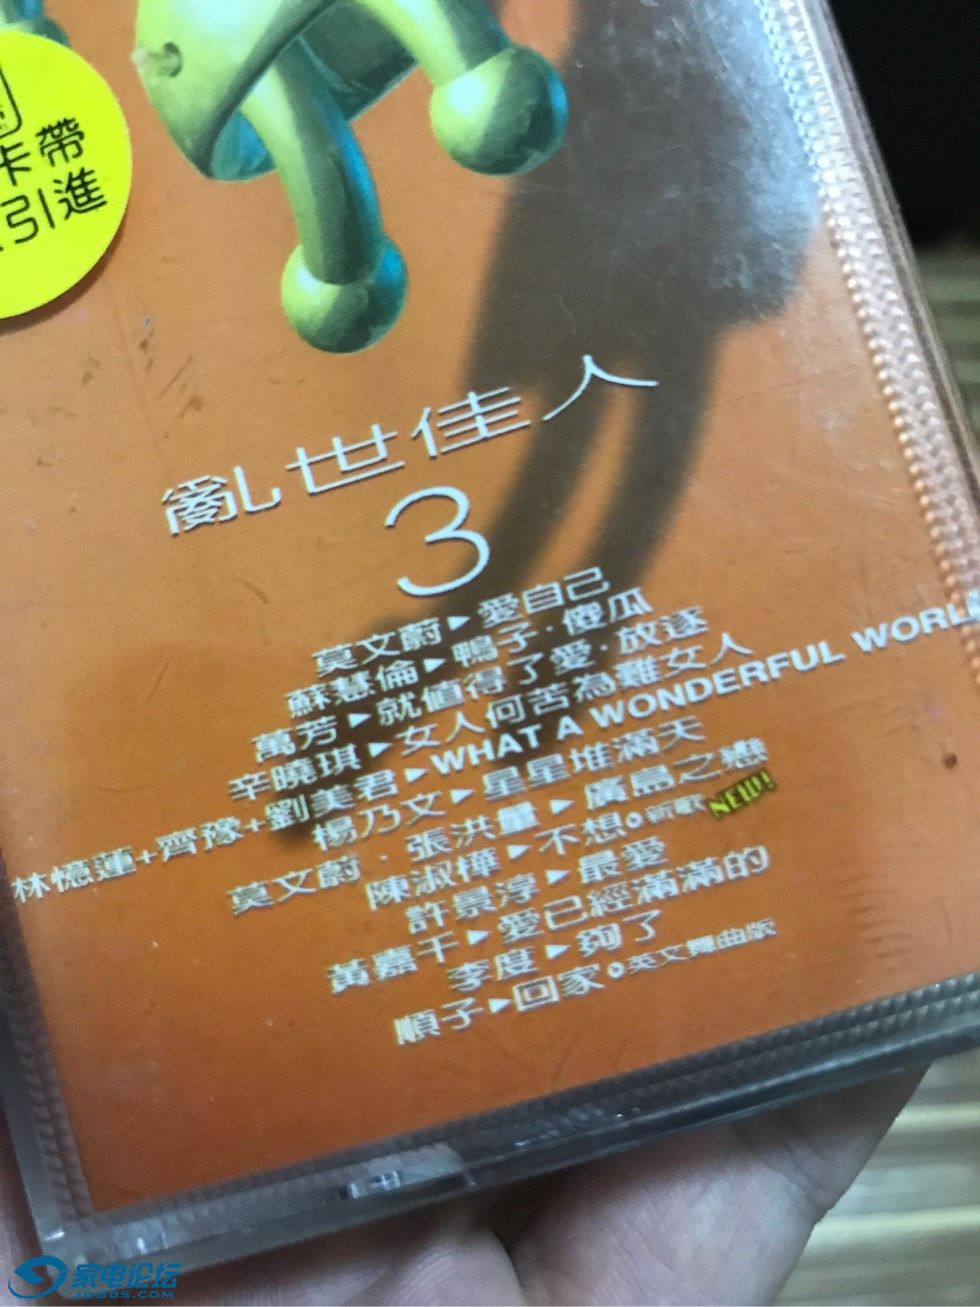 卡帶
引進
亂世佳人
3
莫文蔚▶愛自己
蘇慧倫▶鴨子·傻瓜
萬芳▶就值得了愛·放逐
辛曉琪▶女人何苦為難女人
林憶蓮+齊豫+劉美君▶WHAT A WONDERFUL WORL
楊乃文▶星星堆滿天
莫文蔚·張洪量▶廣島之戀
陳淑樺▶不想 新歌 NEW!
許景淳▶最愛
黃嘉千▶愛已經滿滿的
李度▶夠了
順子▶回家 英文舞曲版
家电论坛
JDBBS.COM